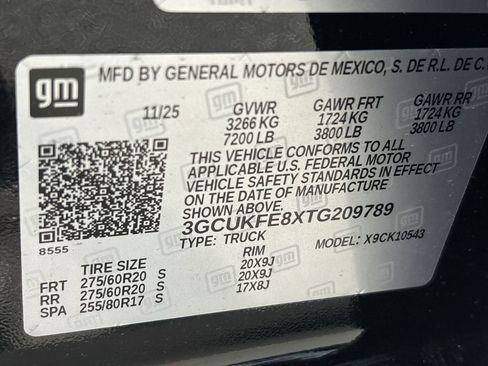 gm
MFD BY GENERAL MOTORS DE MEXICO, S. DE R.L. DE C.
11/25 GVWR GAWR FRT GAWR RR
3266 KG 1724 KG 1724 KG
7200 LB 3800 LB 3800 LB
THIS VEHICLE CONFORMS TO ALL
APPLICABLE U.S. FEDERAL MOTOR
VEHICLE SAFETY STANDARDS IN EFFECT
ON THE DATE OF MANUFACTURE
SHOWN ABOVE.
3GCUKFE8XTG209789
8555 TYPE: TRUCK MODEL: X9CK10543
TIRE SIZE RIM
FRT 275/60R20 S 20X9J
RR 275/60R20 S 20X9J
SPA 255/80R17 S 17X8J